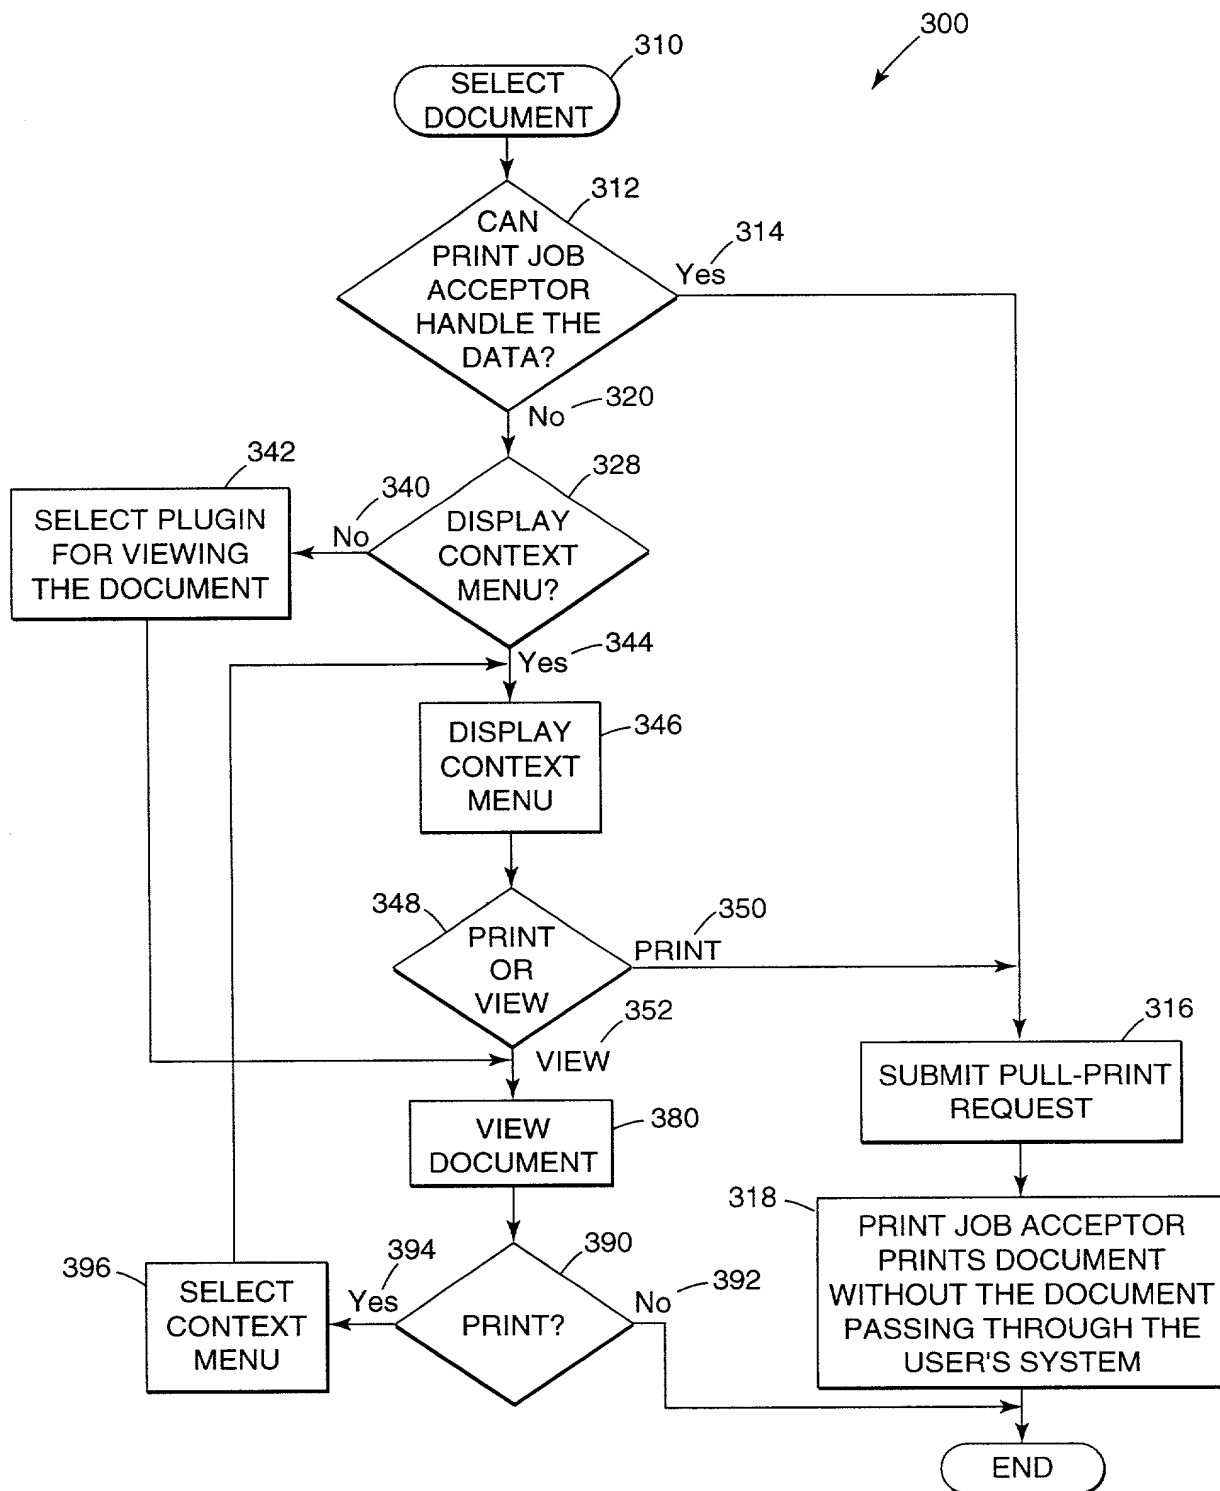 300
310
SELECT
DOCUMENT
312
CAN
PRINT JOB
ACCEPTOR
HANDLE THE
DATA?
314
Yes
320
No
342
SELECT PLUGIN
FOR VIEWING
THE DOCUMENT
340
No
328
DISPLAY
CONTEXT
MENU?
344
Yes
346
DISPLAY
CONTEXT
MENU
348
PRINT
OR
VIEW
350
PRINT
352
VIEW
316
SUBMIT PULL-PRINT
REQUEST
380
VIEW
DOCUMENT
318
PRINT JOB ACCEPTOR
PRINTS DOCUMENT
WITHOUT THE DOCUMENT
PASSING THROUGH THE
USER'S SYSTEM
396
SELECT
CONTEXT
MENU
394
Yes
390
PRINT?
392
No
END